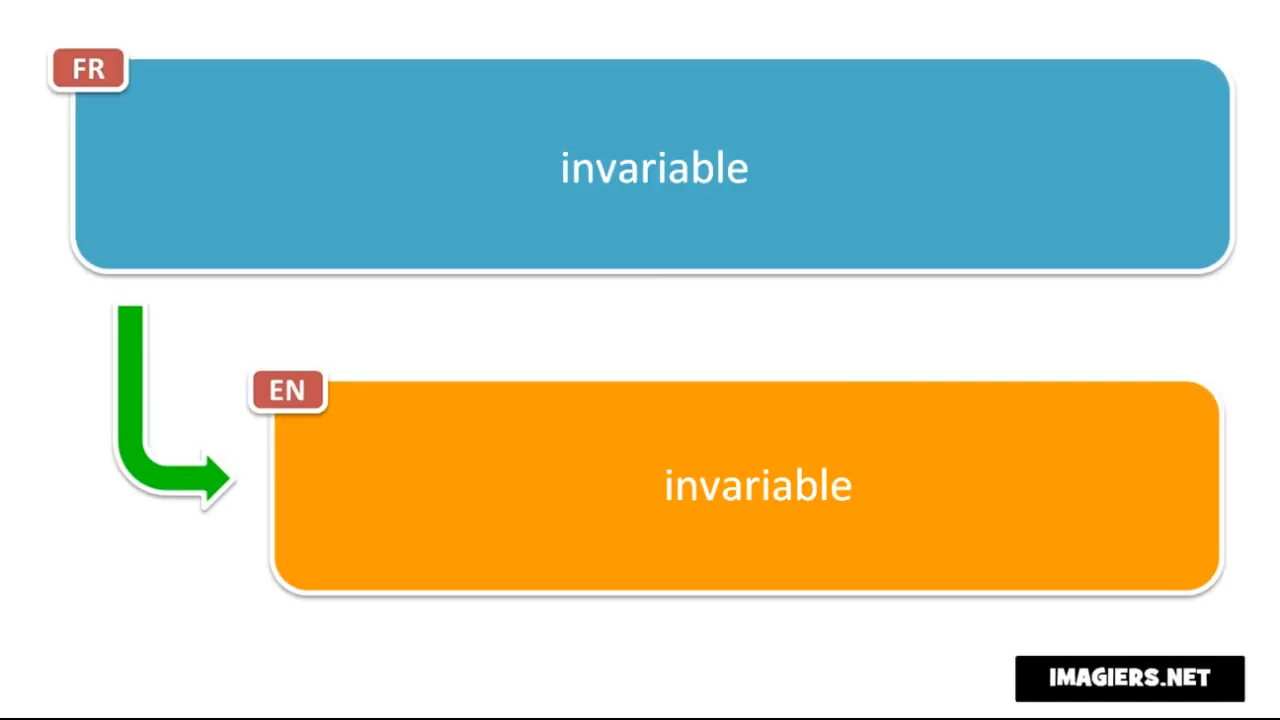 FR
invariable
EN
invariable
IMAGIERS.NET